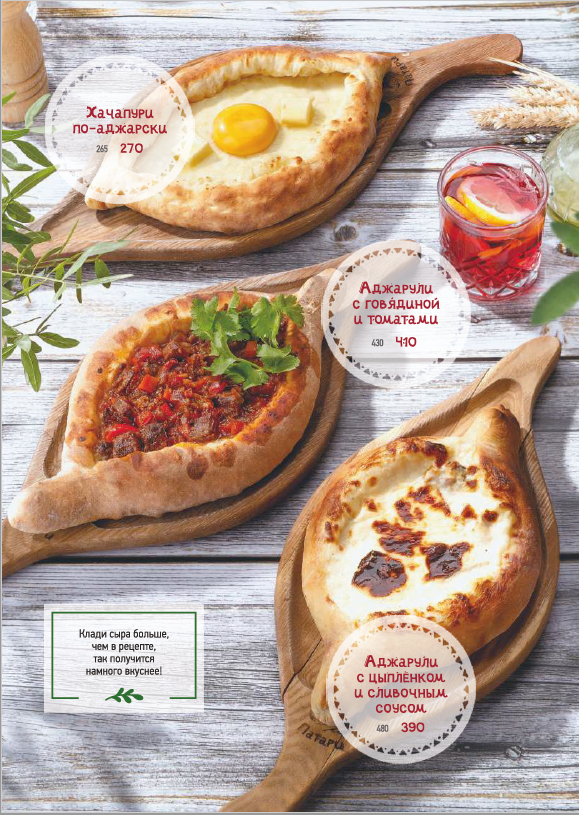 Хачапури
по-аджарски
265 270
Аджарули
с говядиной
и томатами
430 410
Клади сыра больше,
чем в рецепте,
так получится
намного вкуснее!
Аджарули
с цыплёнком
и сливочным
соусом
480 390
Патара